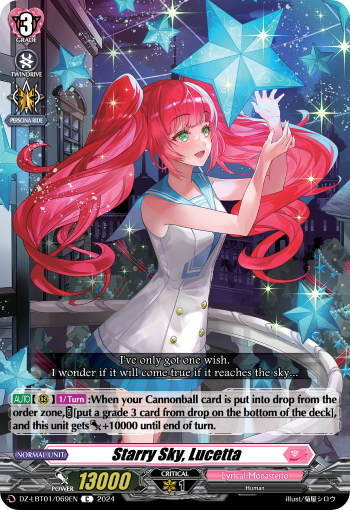 3
GRADE
TWINDRIVE
PERSONA RIDE
I've only got one wish.
I wonder if it will come true if it reaches the sky...
AUTO 1/Turn :When your Cannonball card is put into drop from the
order zone, [put a grade 3 card from drop on the bottom of the deck],
and this unit gets +10000 until end of turn.
NORMAL UNIT
Starry Sky, Lucetta
POWER 13000
CRITICAL
1
Lyrical Monasterio
Human
D-DZ-LBT01/069EN C 2024
illust/菊屋シロウ